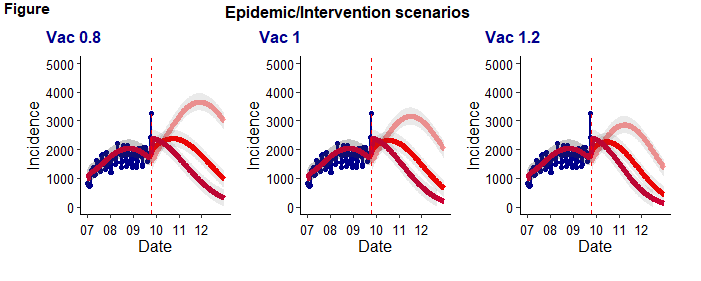 Figure
Epidemic/Intervention scenarios
Vac 0.8
Vac 1
Vac 1.2
Incidence
5000
4000
3000
2000
1000
0
07 08 09 10 11 12
Date
Incidence
5000
4000
3000
2000
1000
0
07 08 09 10 11 12
Date
Incidence
5000
4000
3000
2000
1000
0
07 08 09 10 11 12
Date